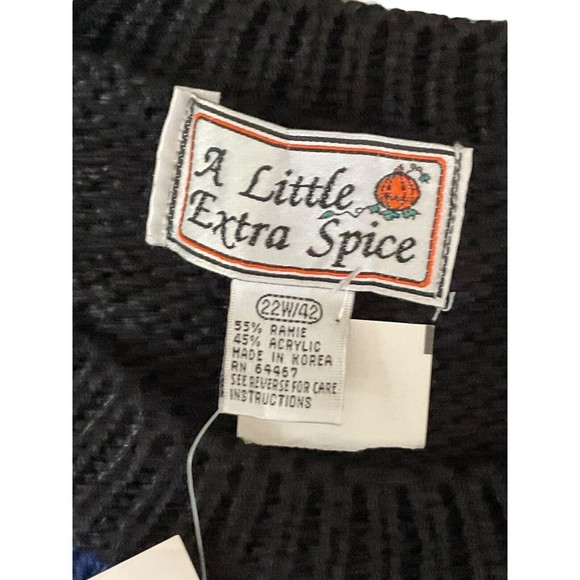 A Little
Extra Spice
22W/42
55% RAMIE
45% ACRYLIC
MADE IN KOREA
RN 64467
SEE REVERSE FOR CARE
INSTRUCTIONS